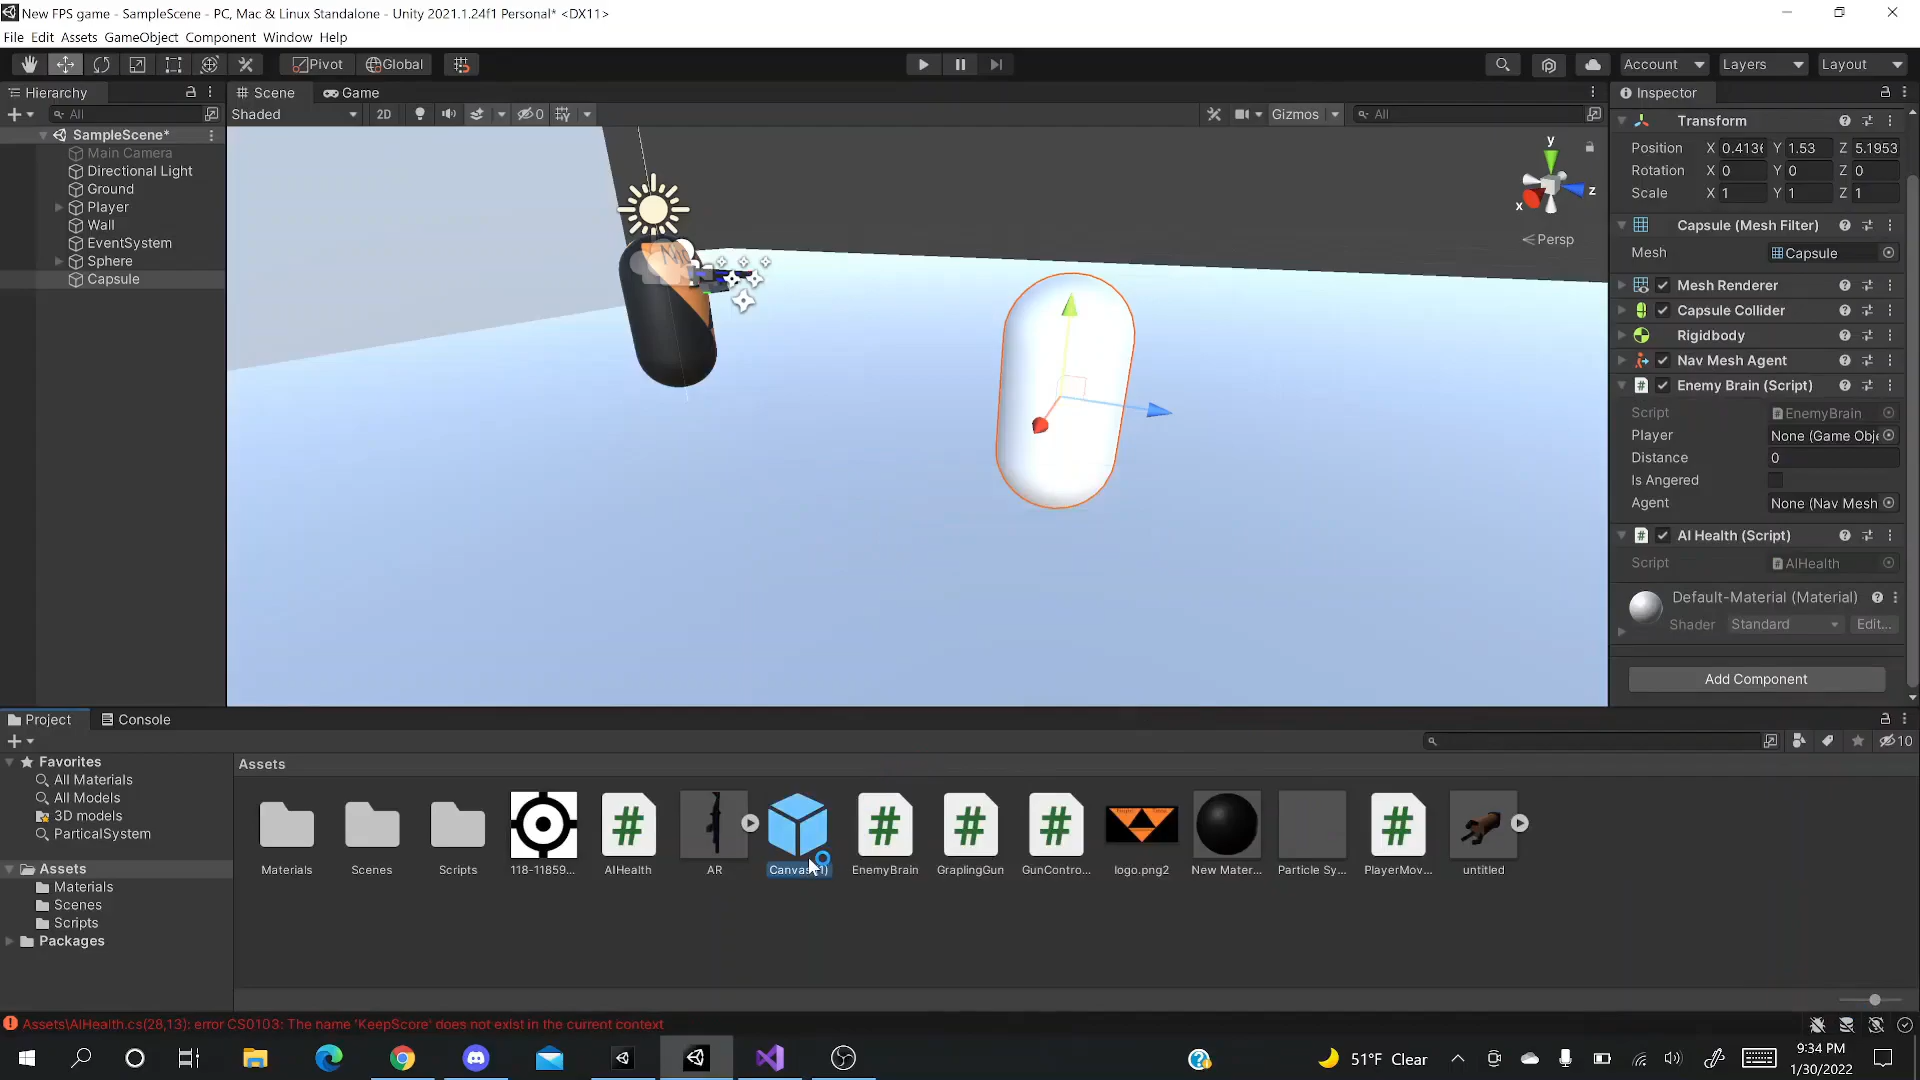 New FPS game - SampleScene - PC, Mac & Linux Standalone - Unity 2021.1.24f1 Personal* <DX11>
File Edit Assets GameObject Component Window Help
Pivot Global Account Layers Layout
Hierarchy Scene Game Inspector
All Shaded 2D 0 Gizmos All
SampleScene*
Main Camera
Directional Light
Ground
Player
Wall
EventSystem
Sphere
Capsule
y
z
x
Persp
Transform
Position X 0.4136 Y 1.53 Z 5.1953
Rotation X 0 Y 0 Z 0
Scale X 1 Y 1 Z 1
Capsule (Mesh Filter)
Mesh Capsule
Mesh Renderer
Capsule Collider
Rigidbody
Nav Mesh Agent
Enemy Brain (Script)
Script EnemyBrain
Player None (Game Obje
Distance 0
Is Angered
Agent None (Nav Mesh
AI Health (Script)
Script AIHealth
Default-Material (Material)
Shader Standard Edit...
Add Component
Project Console
10
Favorites
All Materials
All Models
3D models
ParticalSystem
Assets
Materials
Scenes
Scripts
Packages
Assets
Materials Scenes Scripts 118-11859... AIHealth AR EnemyBrain GraplingGun GunContro... logo.png2 New Mater... Particle Sy... PlayerMov... untitled
Assets\AIHealth.cs(28,13): error CS0103: The name 'KeepScore' does not exist in the current context
51°F Clear
9:34 PM
1/30/2022